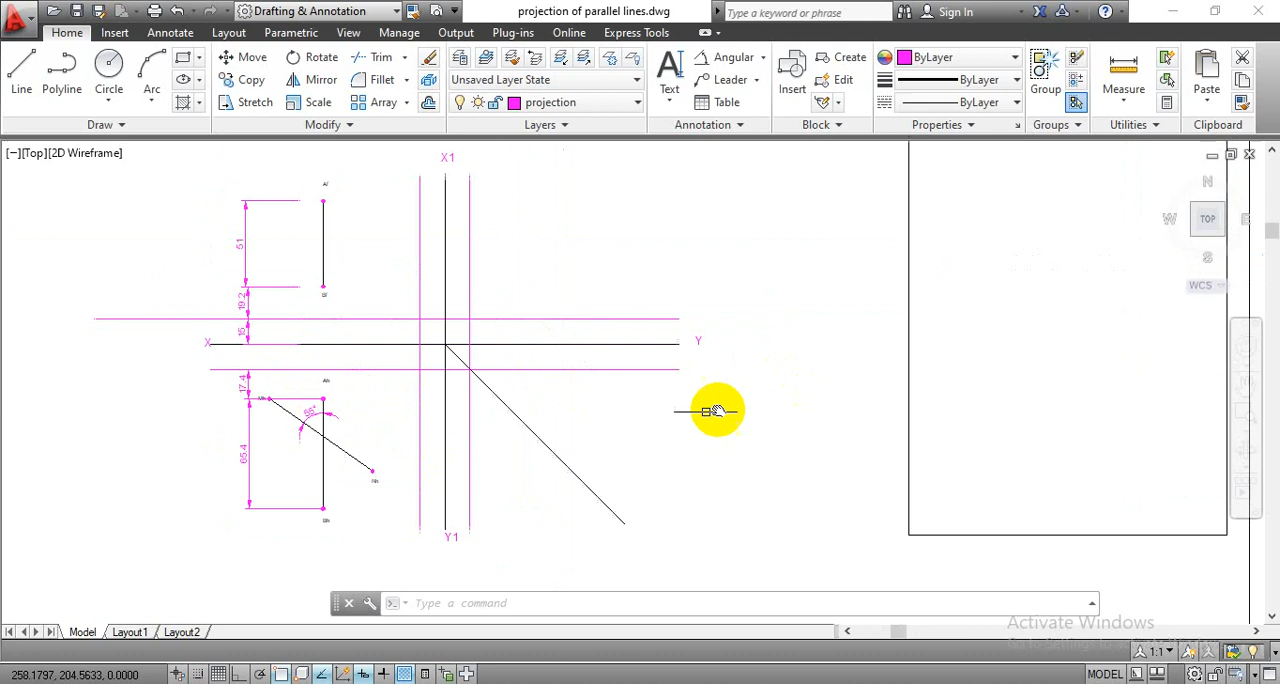 Drafting & Annotation
projection of parallel lines.dwg
Type a keyword or phrase
Sign In
Home
Insert
Annotate
Layout
Parametric
View
Manage
Output
Plug-ins
Online
Express Tools
Line
Polyline
Circle
Arc
Move
Rotate
Trim
Copy
Mirror
Fillet
Stretch
Scale
Array
Unsaved Layer State
projection
Text
Angular
Leader
Table
Insert
Create
Edit
ByLayer
ByLayer
ByLayer
Group
Measure
Paste
Draw
Modify
Layers
Annotation
Block
Properties
Groups
Utilities
Clipboard
[−][Top][2D Wireframe]
X1
N
W
TOP
E
S
WCS
51
19.2
15
X
Y
17.4
55°
65.4
Y1
Type a command
Activate Windows
Model
Layout1
Layout2
1:1
258.1797, 204.5633, 0.0000
MODEL